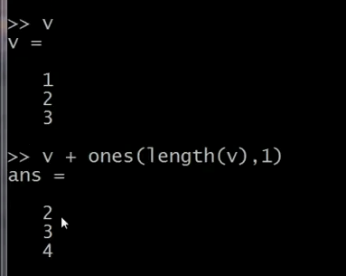 >> v
v =
1
2
3
>> v + ones(length(v),1)
ans =
2
3
4